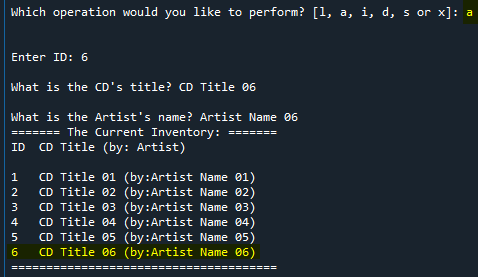 Which operation would you like to perform? [l, a, i, d, s or x]: a
Enter ID: 6
What is the CD's title? CD Title 06
What is the Artist's name? Artist Name 06
======= The Current Inventory: =======
ID  CD Title (by: Artist)
1   CD Title 01 (by:Artist Name 01)
2   CD Title 02 (by:Artist Name 02)
3   CD Title 03 (by:Artist Name 03)
4   CD Title 04 (by:Artist Name 04)
5   CD Title 05 (by:Artist Name 05)
6   CD Title 06 (by:Artist Name 06)
======================================